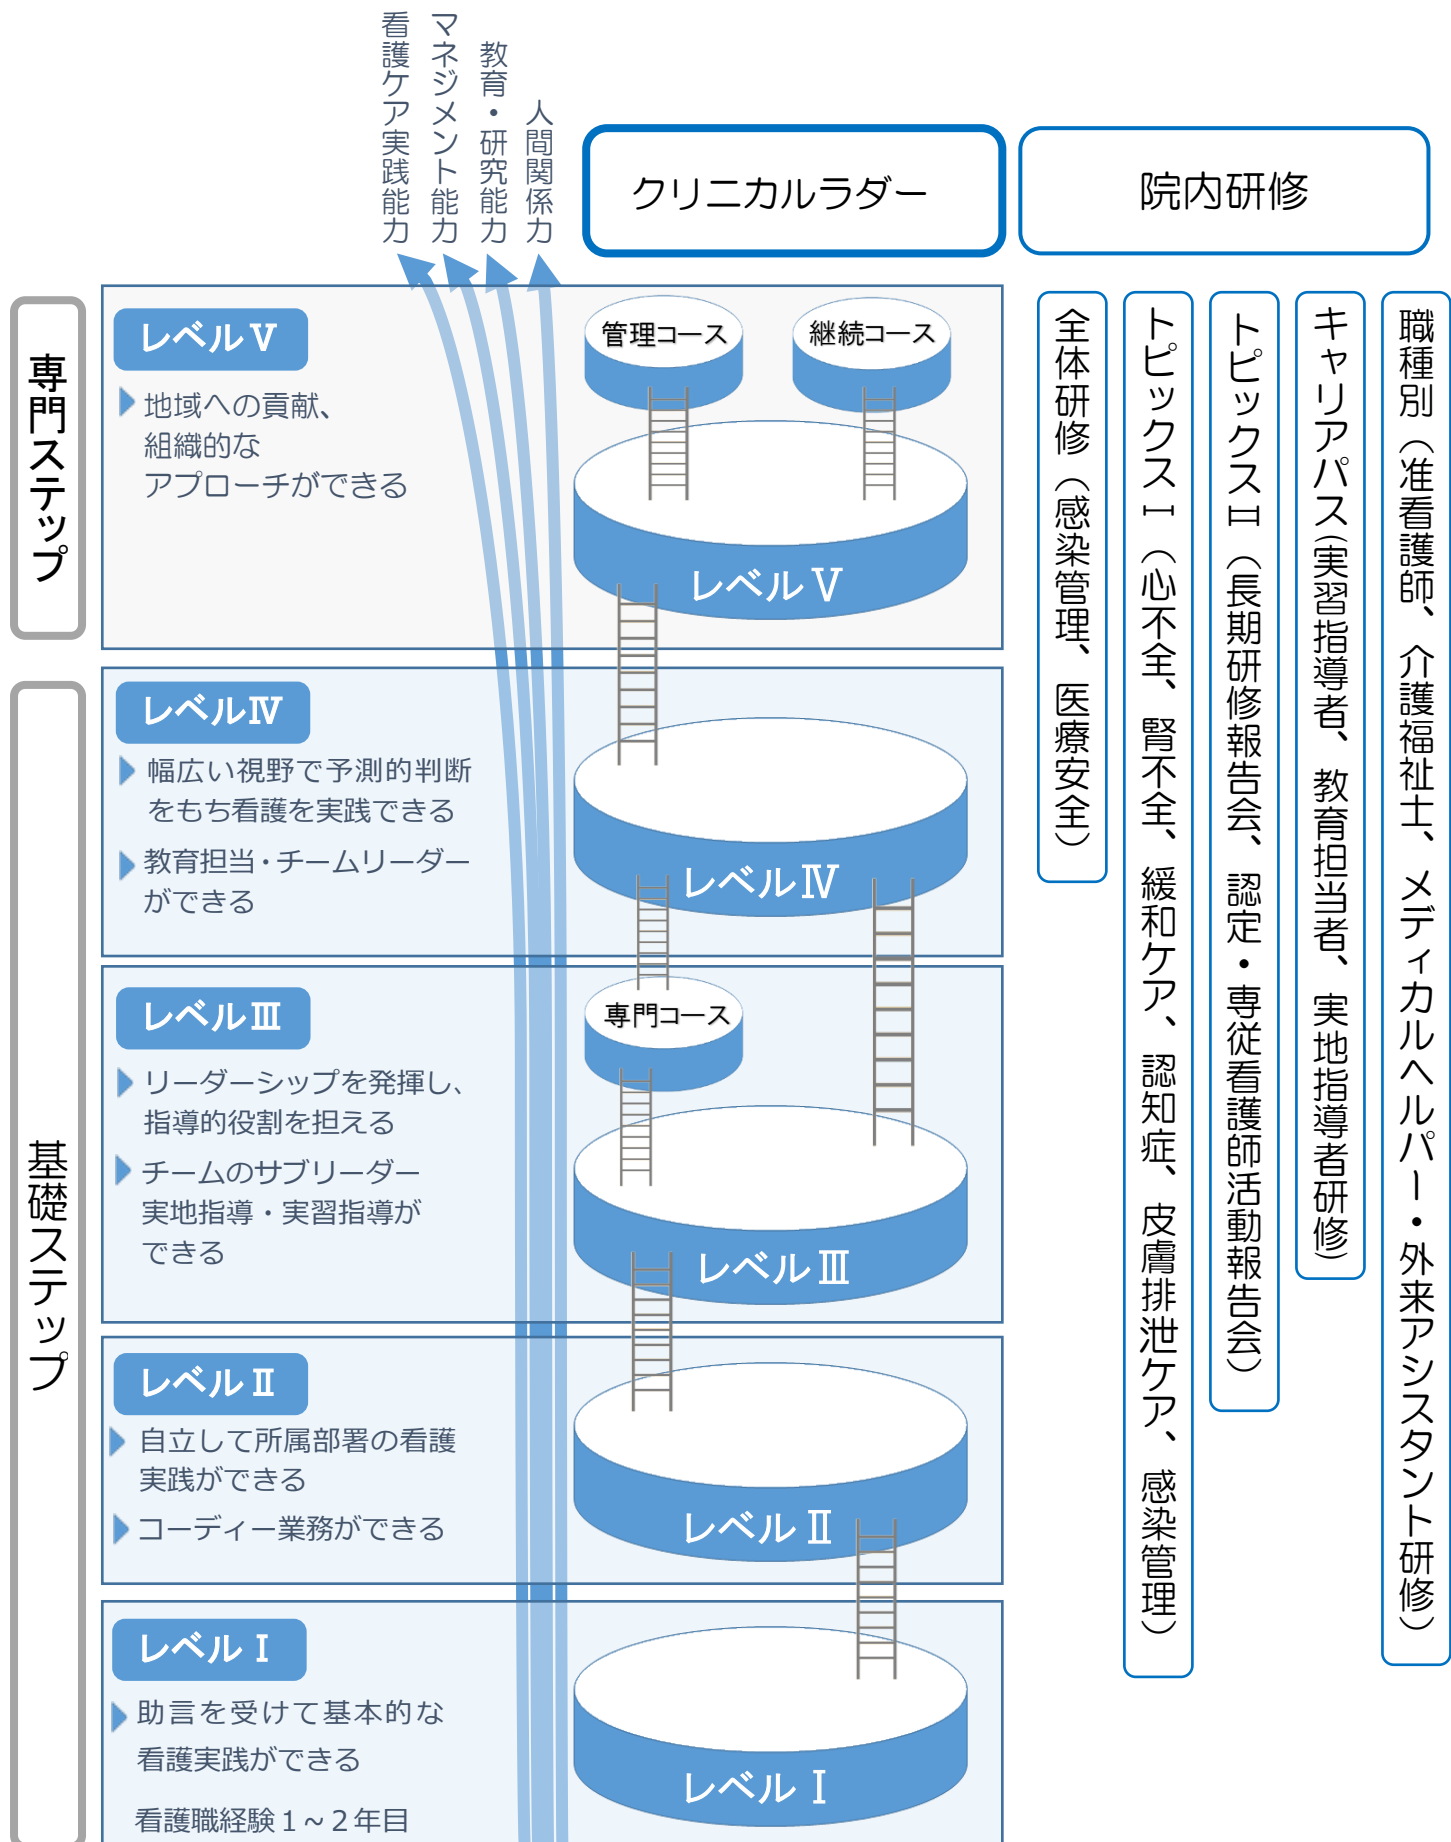 看護ケア実践能力
マネジメント能力
教育・研究能力
人間関係力
クリニカルラダー
院内研修
専門ステップ
レベルⅤ
地域への貢献、
組織的な
アプローチができる
管理コース
継続コース
レベルⅤ
基礎ステップ
レベルⅣ
幅広い視野で予測的判断
をもち看護を実践できる
教育担当・チームリーダー
ができる
レベルⅣ
レベルⅢ
リーダーシップを発揮し、
指導的役割を担える
チームのサブリーダー
実地指導・実習指導が
できる
専門コース
レベルⅢ
レベルⅡ
自立して所属部署の看護
実践ができる
コーディー業務ができる
レベルⅡ
レベルⅠ
助言を受けて基本的な
看護実践ができる
看護職経験１～２年目
レベルⅠ
全体研修（感染管理、医療安全）
トピックスⅠ（心不全、腎不全、緩和ケア、認知症、皮膚排泄ケア、感染管理）
トピックスⅡ（長期研修報告会、認定・専従看護師活動報告会）
キャリアパス（実習指導者、教育担当者、実地指導者研修）
職種別（准看護師、介護福祉士、メディカルヘルパー・外来アシスタント研修）